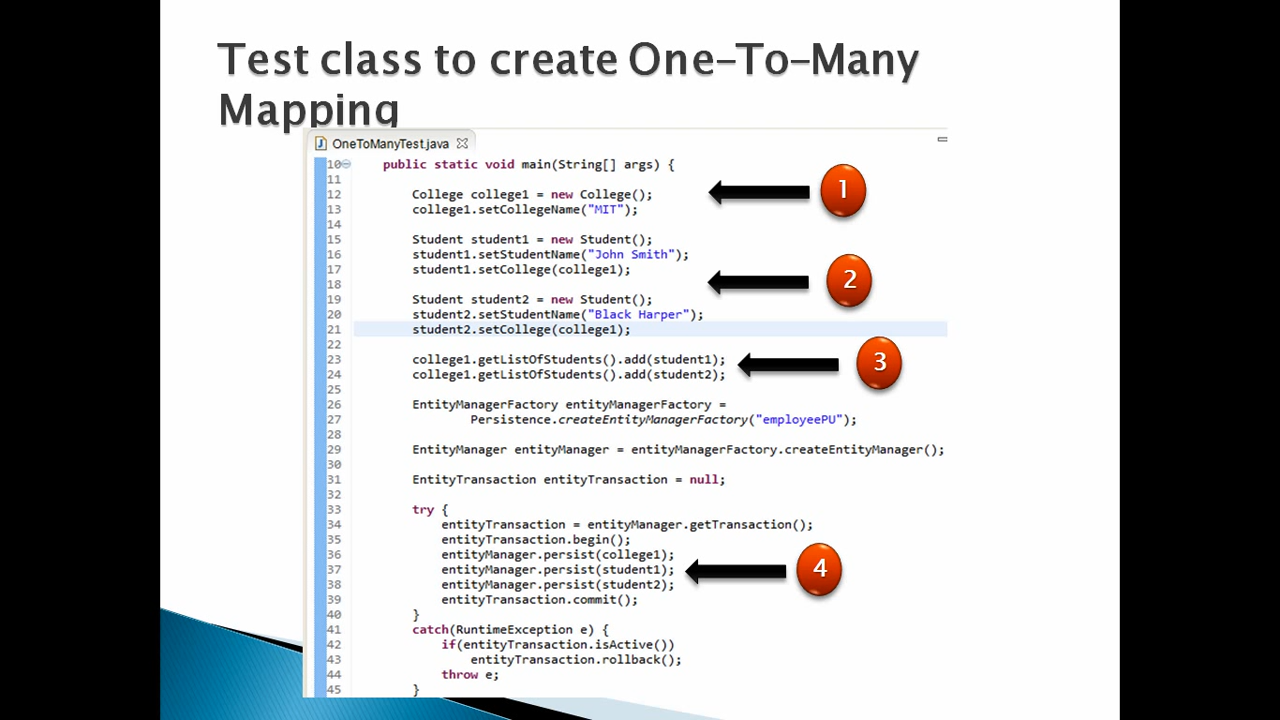 Test class to create One-To-Many
Mapping
OneToManyTest.java
10 public static void main(String[] args) {
11
12 College college1 = new College();
13 college1.setCollegeName("MIT");
1
14
15 Student student1 = new Student();
16 student1.setStudentName("John Smith");
17 student1.setCollege(college1);
18
2
19 Student student2 = new Student();
20 student2.setStudentName("Black Harper");
21 student2.setCollege(college1);
22
23 college1.getListOfStudents().add(student1);
24 college1.getListOfStudents().add(student2);
3
25
26 EntityManagerFactory entityManagerFactory =
27 Persistence.createEntityManagerFactory("employeePU");
28
29 EntityManager entityManager = entityManagerFactory.createEntityManager();
30
31 EntityTransaction entityTransaction = null;
32
33 try {
34 entityTransaction = entityManager.getTransaction();
35 entityTransaction.begin();
36 entityManager.persist(college1);
37 entityManager.persist(student1);
4
38 entityManager.persist(student2);
39 entityTransaction.commit();
40 }
41 catch(RuntimeException e) {
42 if(entityTransaction.isActive())
43 entityTransaction.rollback();
44 throw e;
45 }